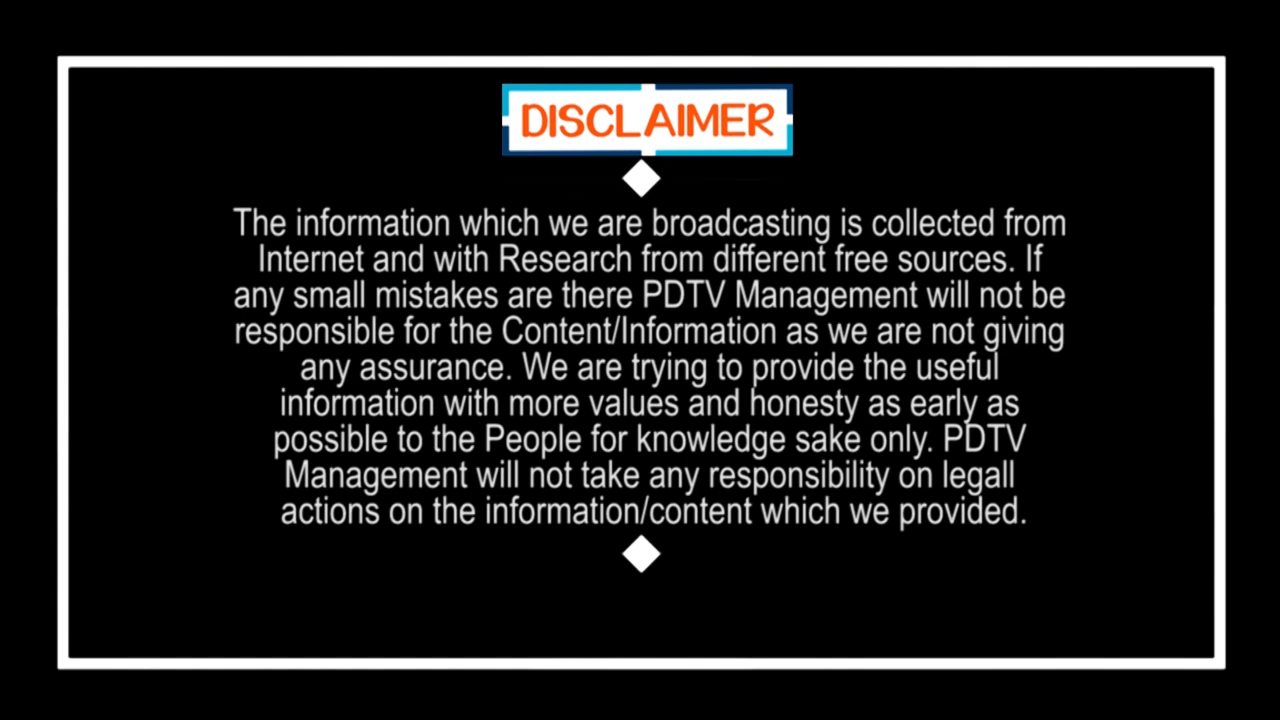 DISCLAIMER
The information which we are broadcasting is collected from
Internet and with Research from different free sources. If
any small mistakes are there PDTV Management will not be
responsible for the Content/Information as we are not giving
any assurance. We are trying to provide the useful
information with more values and honesty as early as
possible to the People for knowledge sake only. PDTV
Management will not take any responsibility on legall
actions on the information/content which we provided.